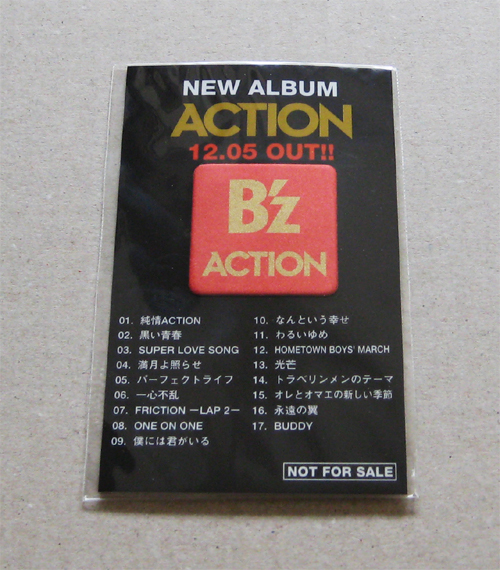 NEW ALBUM
ACTION
12.05 OUT!!
B'z
ACTION
01. 純情ACTION
02. 黒い青春
03. SUPER LOVE SONG
04. 満月よ照らせ
05. パーフェクトライフ
06. 一心不乱
07. FRICTION ーLAP 2ー
08. ONE ON ONE
09. 僕には君がいる
10. なんという幸せ
11. わるいゆめ
12. HOMETOWN BOYS' MARCH
13. 光芒
14. トラベリンメンのテーマ
15. オレとオマエの新しい季節
16. 永遠の翼
17. BUDDY
NOT FOR SALE